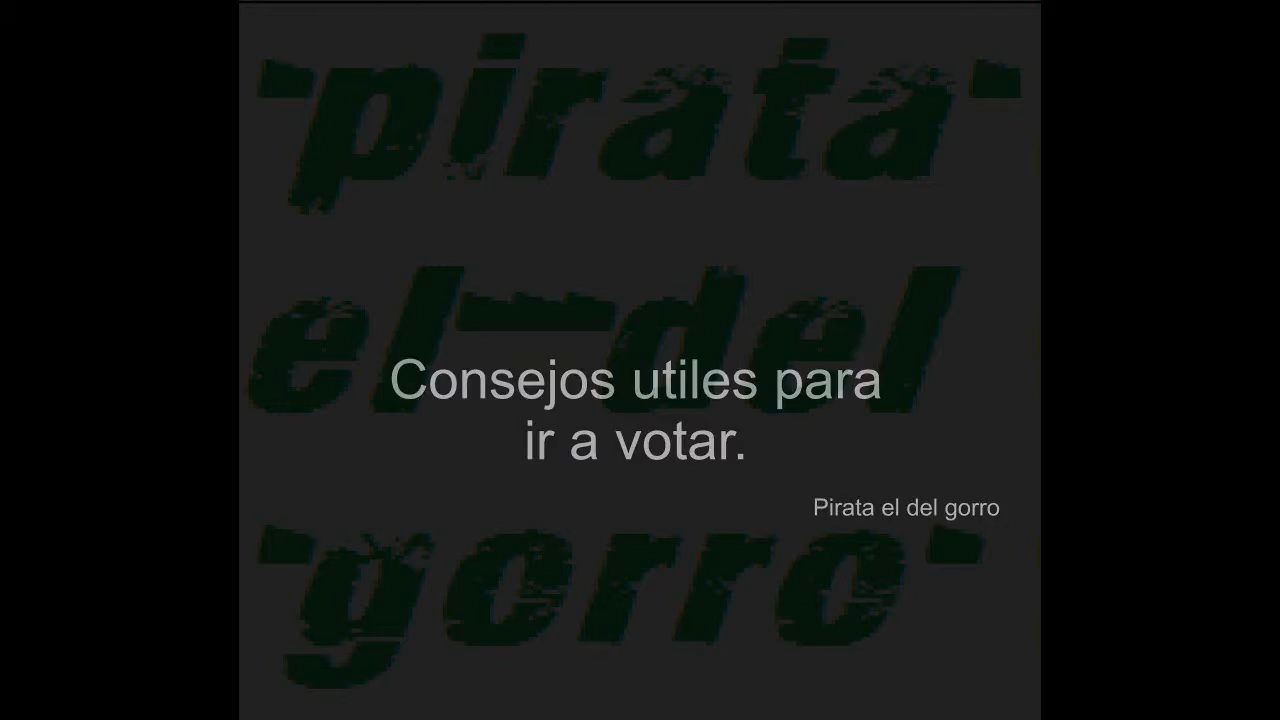 -pirata-
el-del
Consejos utiles para
ir a votar.
Pirata el del gorro
-gorro-